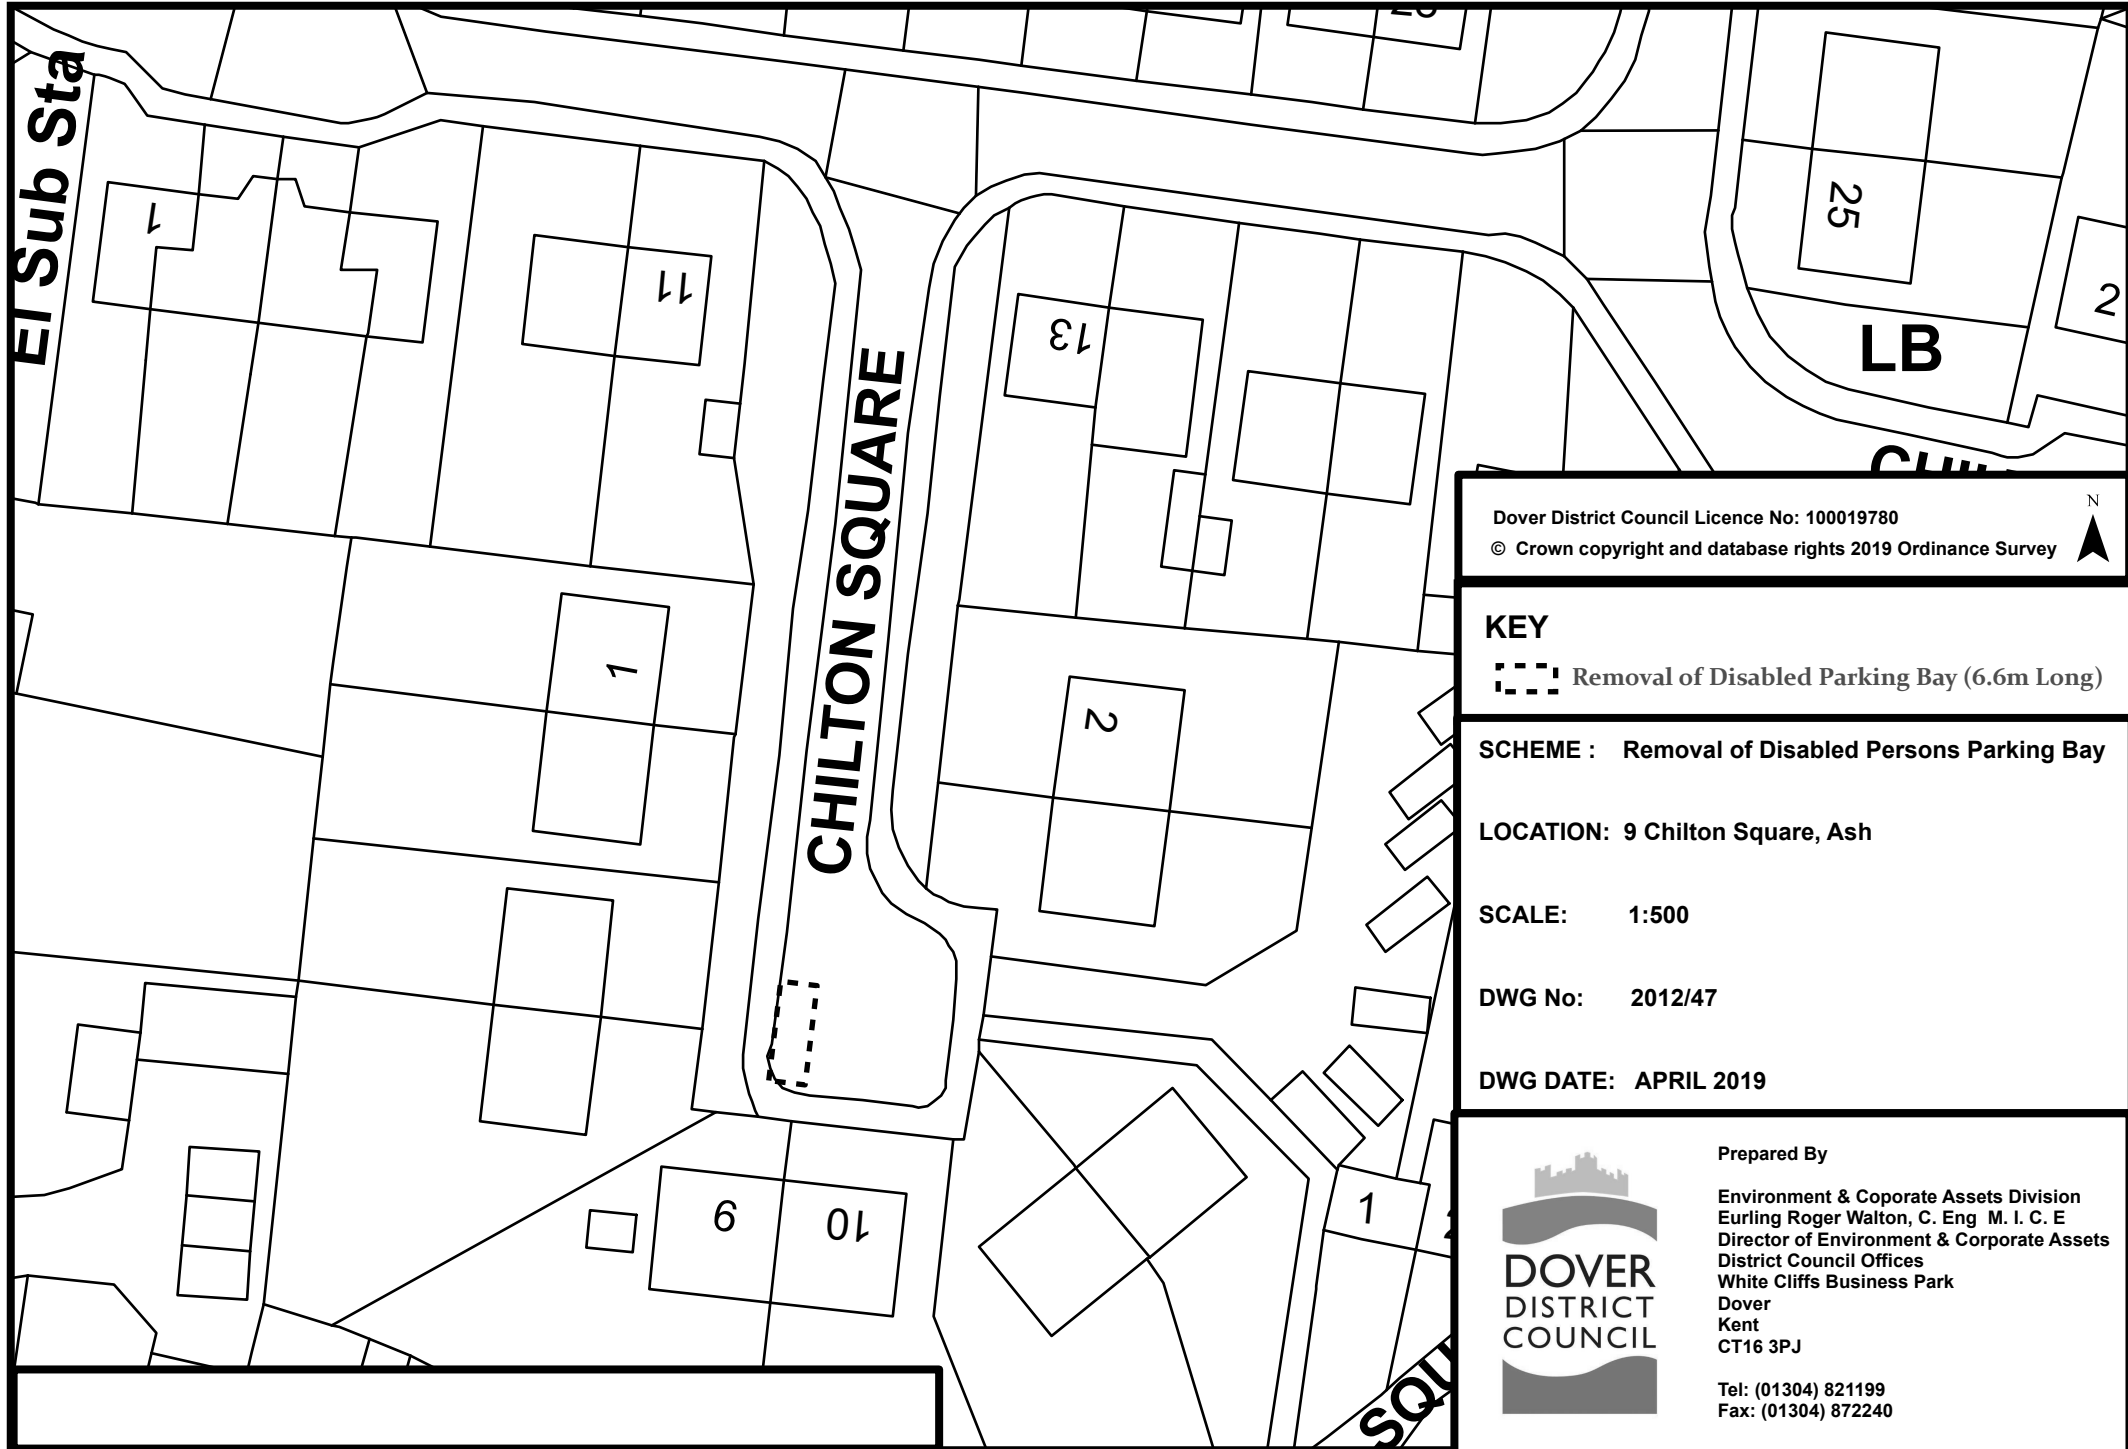 El Sub Sta
1
11
13
25
2
LB
CHILTON SQUARE
1
2
9
10
1
SQU
Dover District Council Licence No: 100019780
© Crown copyright and database rights 2019 Ordinance Survey
N
KEY
Removal of Disabled Parking Bay (6.6m Long)
SCHEME : Removal of Disabled Persons Parking Bay
LOCATION: 9 Chilton Square, Ash
SCALE: 1:500
DWG No: 2012/47
DWG DATE: APRIL 2019
DOVER
DISTRICT
COUNCIL
Prepared By
Environment & Coporate Assets Division
Eurling Roger Walton, C. Eng M. I. C. E
Director of Environment & Corporate Assets
District Council Offices
White Cliffs Business Park
Dover
Kent
CT16 3PJ
Tel: (01304) 821199
Fax: (01304) 872240